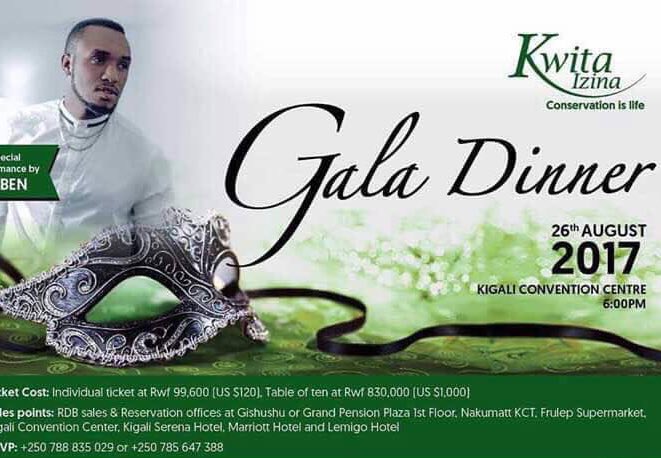 Kwita
Izina
Conservation is life
ecial
mance by
BEN
Gala Dinner
26th AUGUST
2017
KIGALI CONVENTION CENTRE
6:00PM
cket Cost: Individual ticket at Rwf 99,600 (US $120), Table of ten at Rwf 830,000 (US $1,000)
les points: RDB sales & Reservation offices at Gishushu or Grand Pension Plaza 1st Floor, Nakumatt KCT, Frulep Supermarket,
gali Convention Center, Kigali Serena Hotel, Marriott Hotel and Lemigo Hotel
VP: +250 788 835 029 or +250 785 647 388